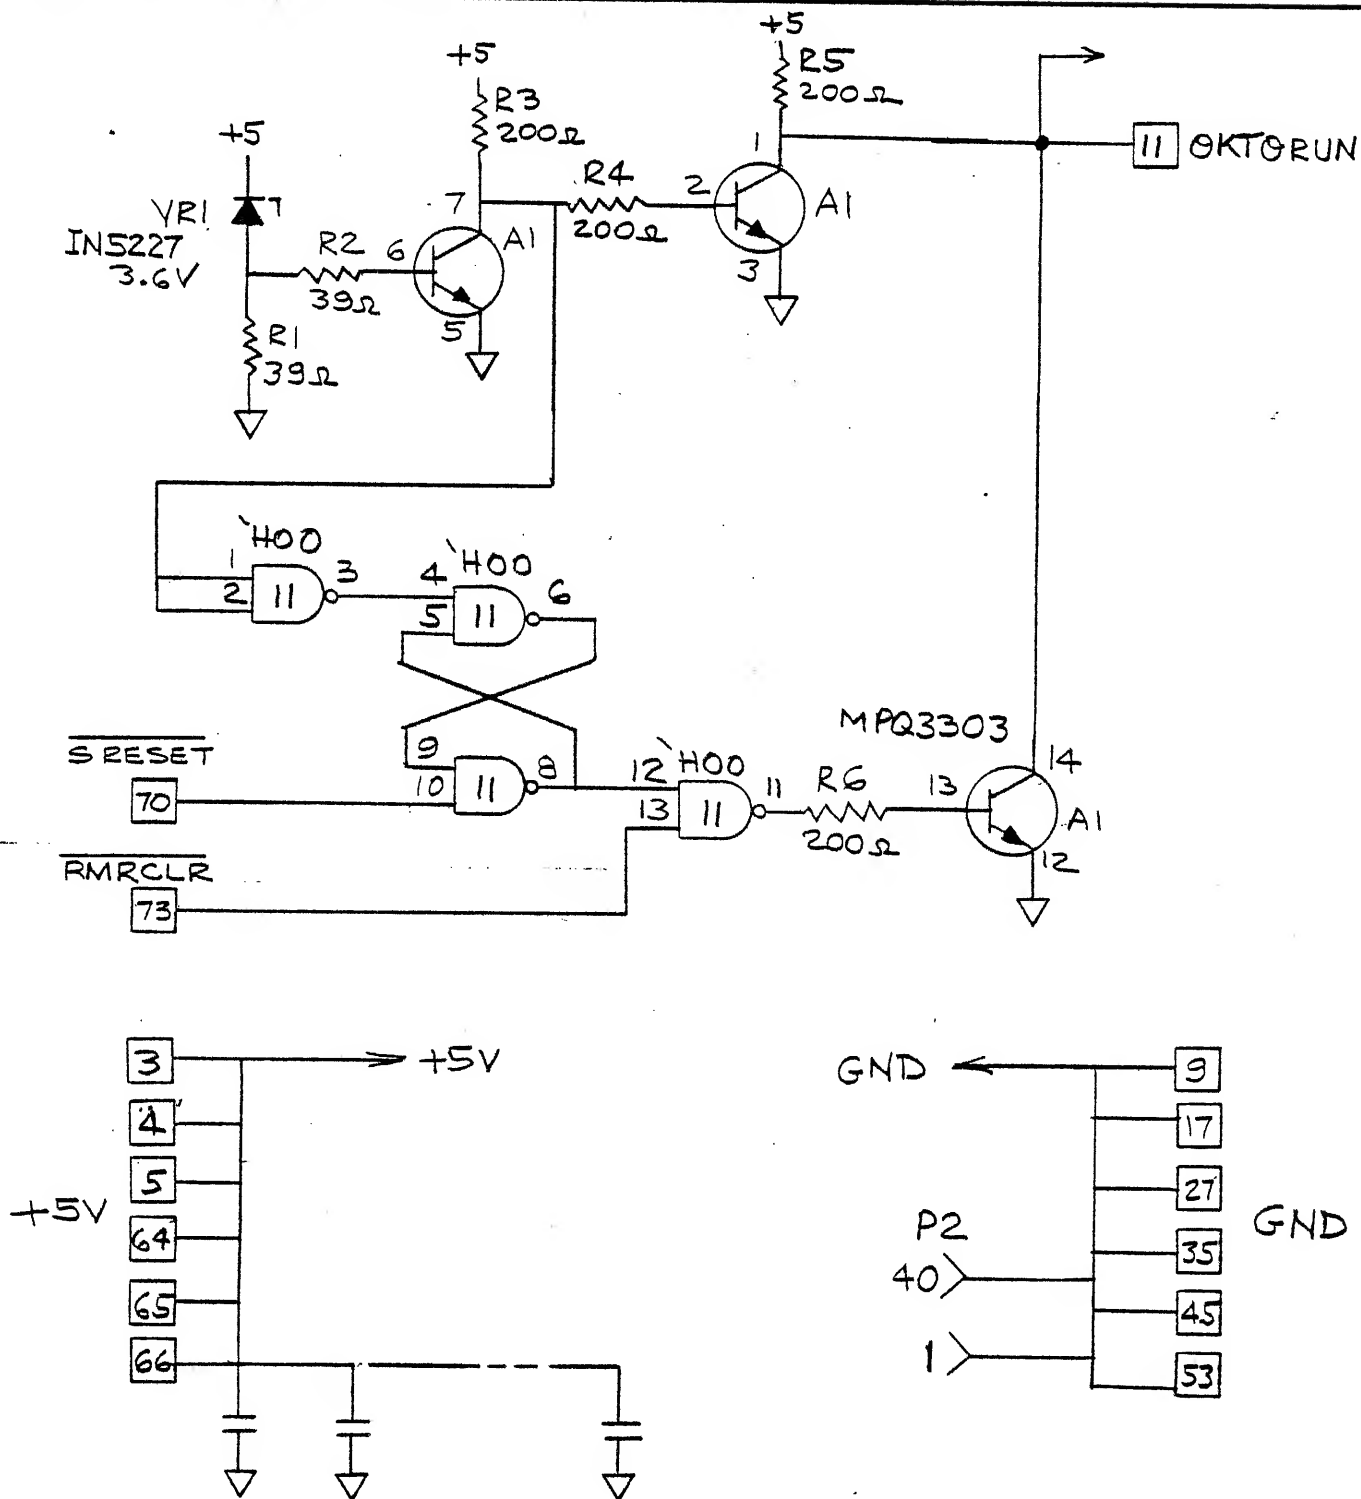 +5
+5
R5
200Ω
R3
200Ω
+5
1
11 OKTORUN
R4
200Ω
2
A1
3
VR1
IN5227
3.6V
7
A1
R2
39Ω
6
5
R1
39Ω
`H00
1
2
11
3
`H00
4
5
11
6
MPQ3303
S RESET
70
9
10
11
8
`H00
12
13
11
11
R6
200Ω
13
14
A1
12
RMRCLR
73
3
+5V
4
5
+5V
64
65
66
GND
9
17
27
GND
P2
35
40
45
1
53